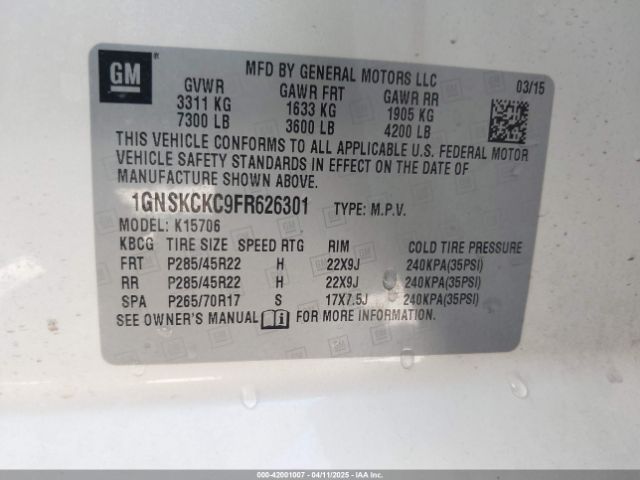 GM
®
MFD BY GENERAL MOTORS LLC
03/15
GVWR GAWR FRT GAWR RR
3311 KG 1633 KG 1905 KG
7300 LB 3600 LB 4200 LB
THIS VEHICLE CONFORMS TO ALL APPLICABLE U.S. FEDERAL MOTOR
VEHICLE SAFETY STANDARDS IN EFFECT ON THE DATE OF
MANUFACTURE SHOWN ABOVE.
1GNSKCKC9FR626301 TYPE: M.P.V.
MODEL: K15706
KBCG TIRE SIZE SPEED RTG RIM COLD TIRE PRESSURE
FRT P285/45R22 H 22X9J 240KPA(35PSI)
RR P285/45R22 H 22X9J 240KPA(35PSI)
SPA P265/70R17 S 17X7.5J 240KPA(35PSI)
SEE OWNER'S MANUAL FOR MORE INFORMATION.
000-42001007 - 04/11/2025 - IAAI.COM